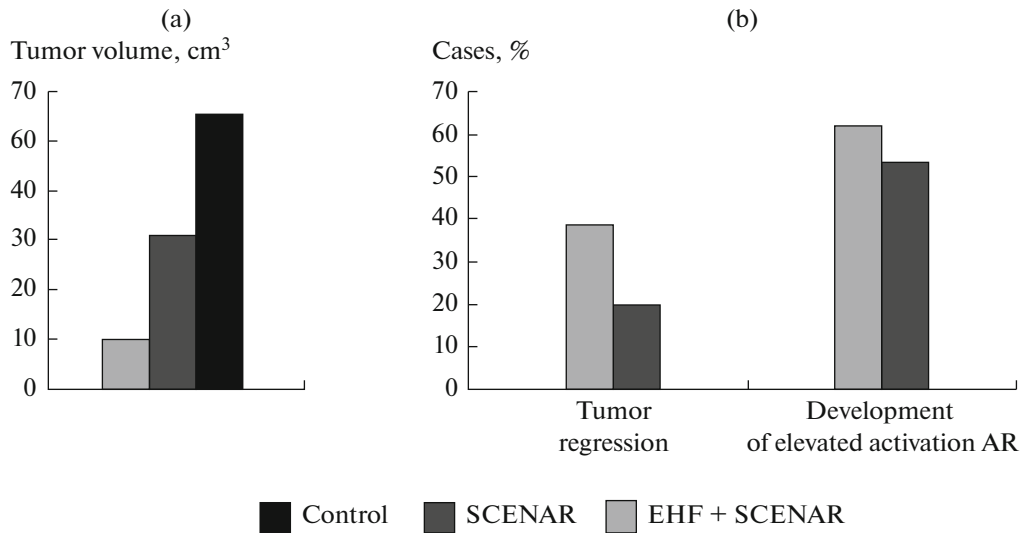 (a)
Tumor volume, cm³
70
60
50
40
30
20
10
0
(b)
Cases, %
70
60
50
40
30
20
10
0
Tumor
regression
Development
of elevated activation AR
Control
SCENAR
EHF + SCENAR